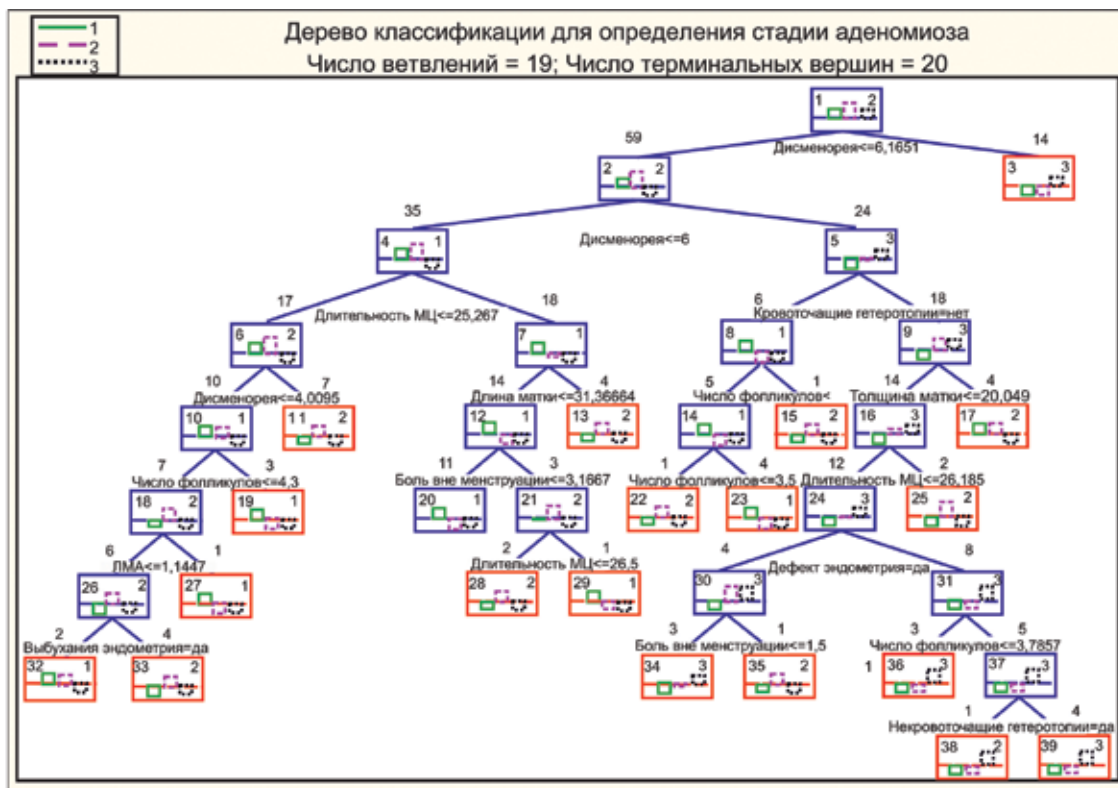 1
2
3
Дерево классификации для определения стадии аденомиоза
Число ветвлений = 19; Число терминальных вершин = 20
1 2
59 14
Дисменорея<=6,1651
2 2 3 3
35 24
Дисменорея<=6
4 1 5 3
17 18 6 18
Длительность МЦ<=25,267 Кровоточащие гетеротопии=нет
6 2 7 1 8 1 9 3
10 7 14 4 5 1 14 4
Дисменорея<=4,0095 Длина матки<=31,36664 Число фолликулов< Толщина матки<=20,049
10 1 11 2 12 1 13 2 14 1 15 2 16 3 17 2
7 3 11 3 1 4 12 2
Число фолликулов<=4,3 Боль вне менструации<=3,1667 Число фолликулов<=3,5 Длительность МЦ<=26,185
18 2 19 1 20 1 21 2 22 2 23 1 24 3 25 2
6 1 2 1 4 8
ЛМА<=1,1447 Длительность МЦ<=26,5 Дефект эндометрия=да
26 2 27 1 28 2 29 1 30 3 31 3
2 4 3 1 3 5
Выбухания эндометрия=да Боль вне менструации<=1,5 Число фолликулов<=3,7857
32 1 33 2 34 3 35 2 1 36 3 37 3
1 4
Некровоточащие гетеротопии=да
38 2 39 3